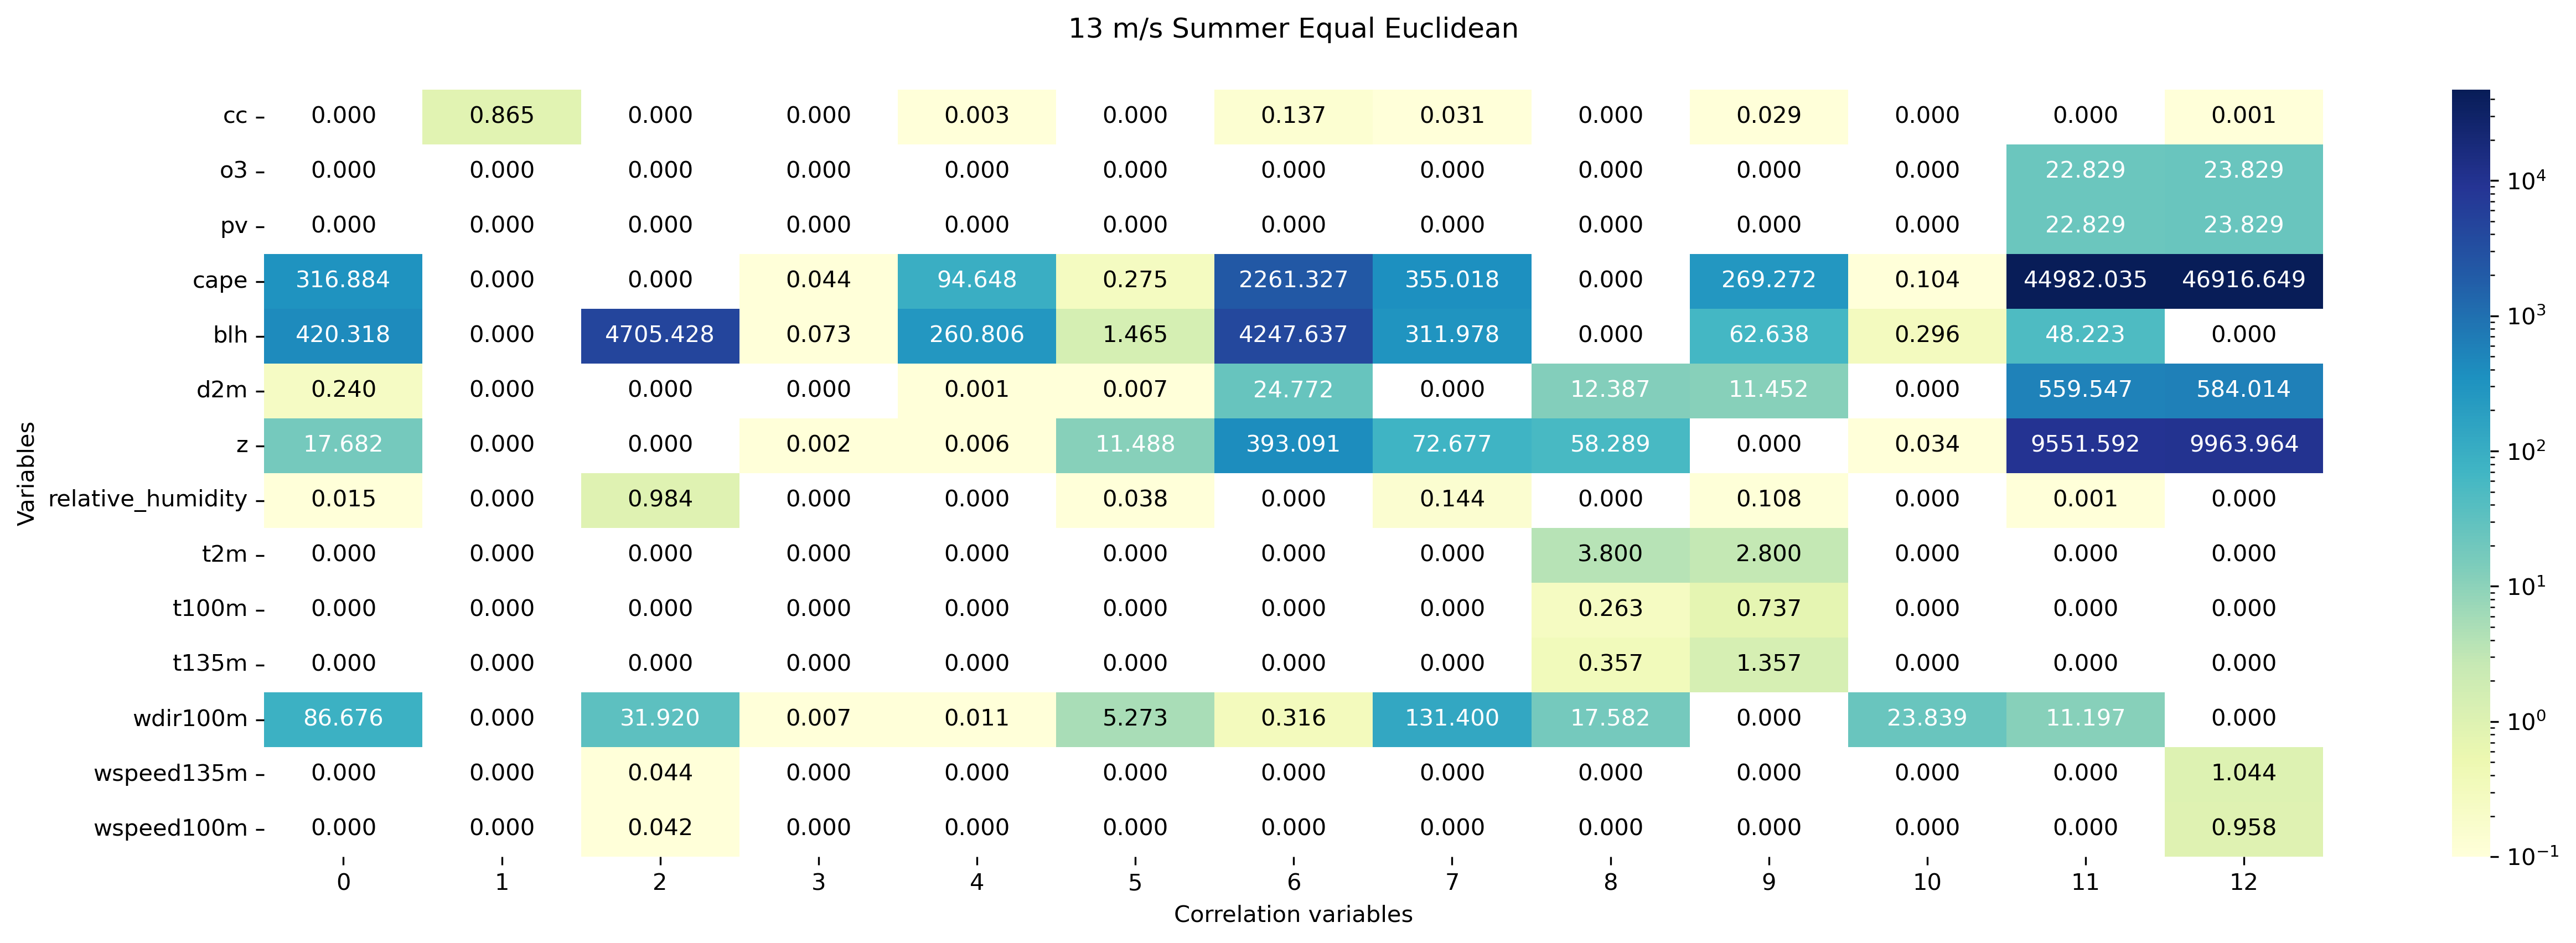 13 m/s Summer Equal Euclidean
cc 0.000 0.865 0.000 0.000 0.003 0.000 0.137 0.031 0.000 0.029 0.000 0.000 0.001
o3 0.000 0.000 0.000 0.000 0.000 0.000 0.000 0.000 0.000 0.000 0.000 22.829 23.829
pv 0.000 0.000 0.000 0.000 0.000 0.000 0.000 0.000 0.000 0.000 0.000 22.829 23.829
cape 316.884 0.000 0.000 0.044 94.648 0.275 2261.327 355.018 0.000 269.272 0.104 44982.035 46916.649
blh 420.318 0.000 4705.428 0.073 260.806 1.465 4247.637 311.978 0.000 62.638 0.296 48.223 0.000
d2m 0.240 0.000 0.000 0.000 0.001 0.007 24.772 0.000 12.387 11.452 0.000 559.547 584.014
z 17.682 0.000 0.000 0.002 0.006 11.488 393.091 72.677 58.289 0.000 0.034 9551.592 9963.964
relative_humidity 0.015 0.000 0.984 0.000 0.000 0.038 0.000 0.144 0.000 0.108 0.000 0.001 0.000
t2m 0.000 0.000 0.000 0.000 0.000 0.000 0.000 0.000 3.800 2.800 0.000 0.000 0.000
t100m 0.000 0.000 0.000 0.000 0.000 0.000 0.000 0.000 0.263 0.737 0.000 0.000 0.000
t135m 0.000 0.000 0.000 0.000 0.000 0.000 0.000 0.000 0.357 1.357 0.000 0.000 0.000
wdir100m 86.676 0.000 31.920 0.007 0.011 5.273 0.316 131.400 17.582 0.000 23.839 11.197 0.000
wspeed135m 0.000 0.000 0.044 0.000 0.000 0.000 0.000 0.000 0.000 0.000 0.000 0.000 1.044
wspeed100m 0.000 0.000 0.042 0.000 0.000 0.000 0.000 0.000 0.000 0.000 0.000 0.000 0.958
0 1 2 3 4 5 6 7 8 9 10 11 12
Correlation variables
Variables
10⁴
10³
10²
10¹
10⁰
10⁻¹